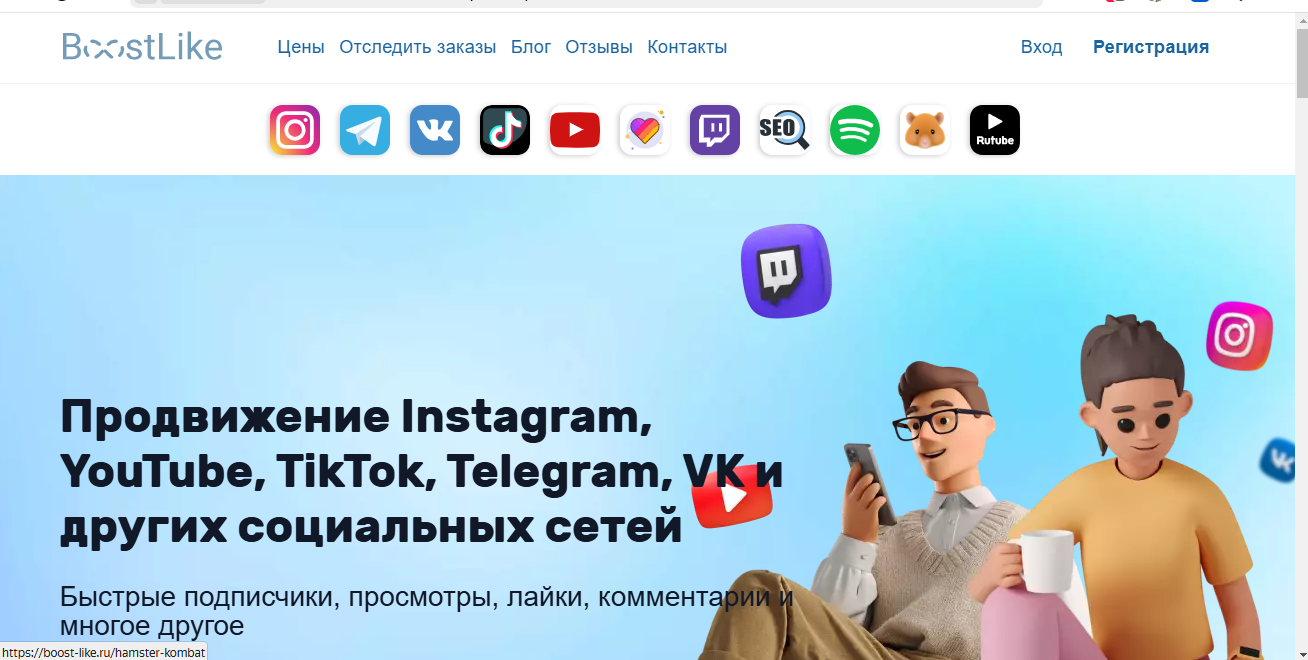 BoostLike
Цены Отследить заказы Блог Отзывы Контакты
Вход Регистрация
SEO
Rutube
Продвижение Instagram,
YouTube, TikTok, Telegram, VK и
других социальных сетей
Быстрые подписчики, просмотры, лайки, комментарии и
многое другое
https://boost-like.ru/hamster-kombat